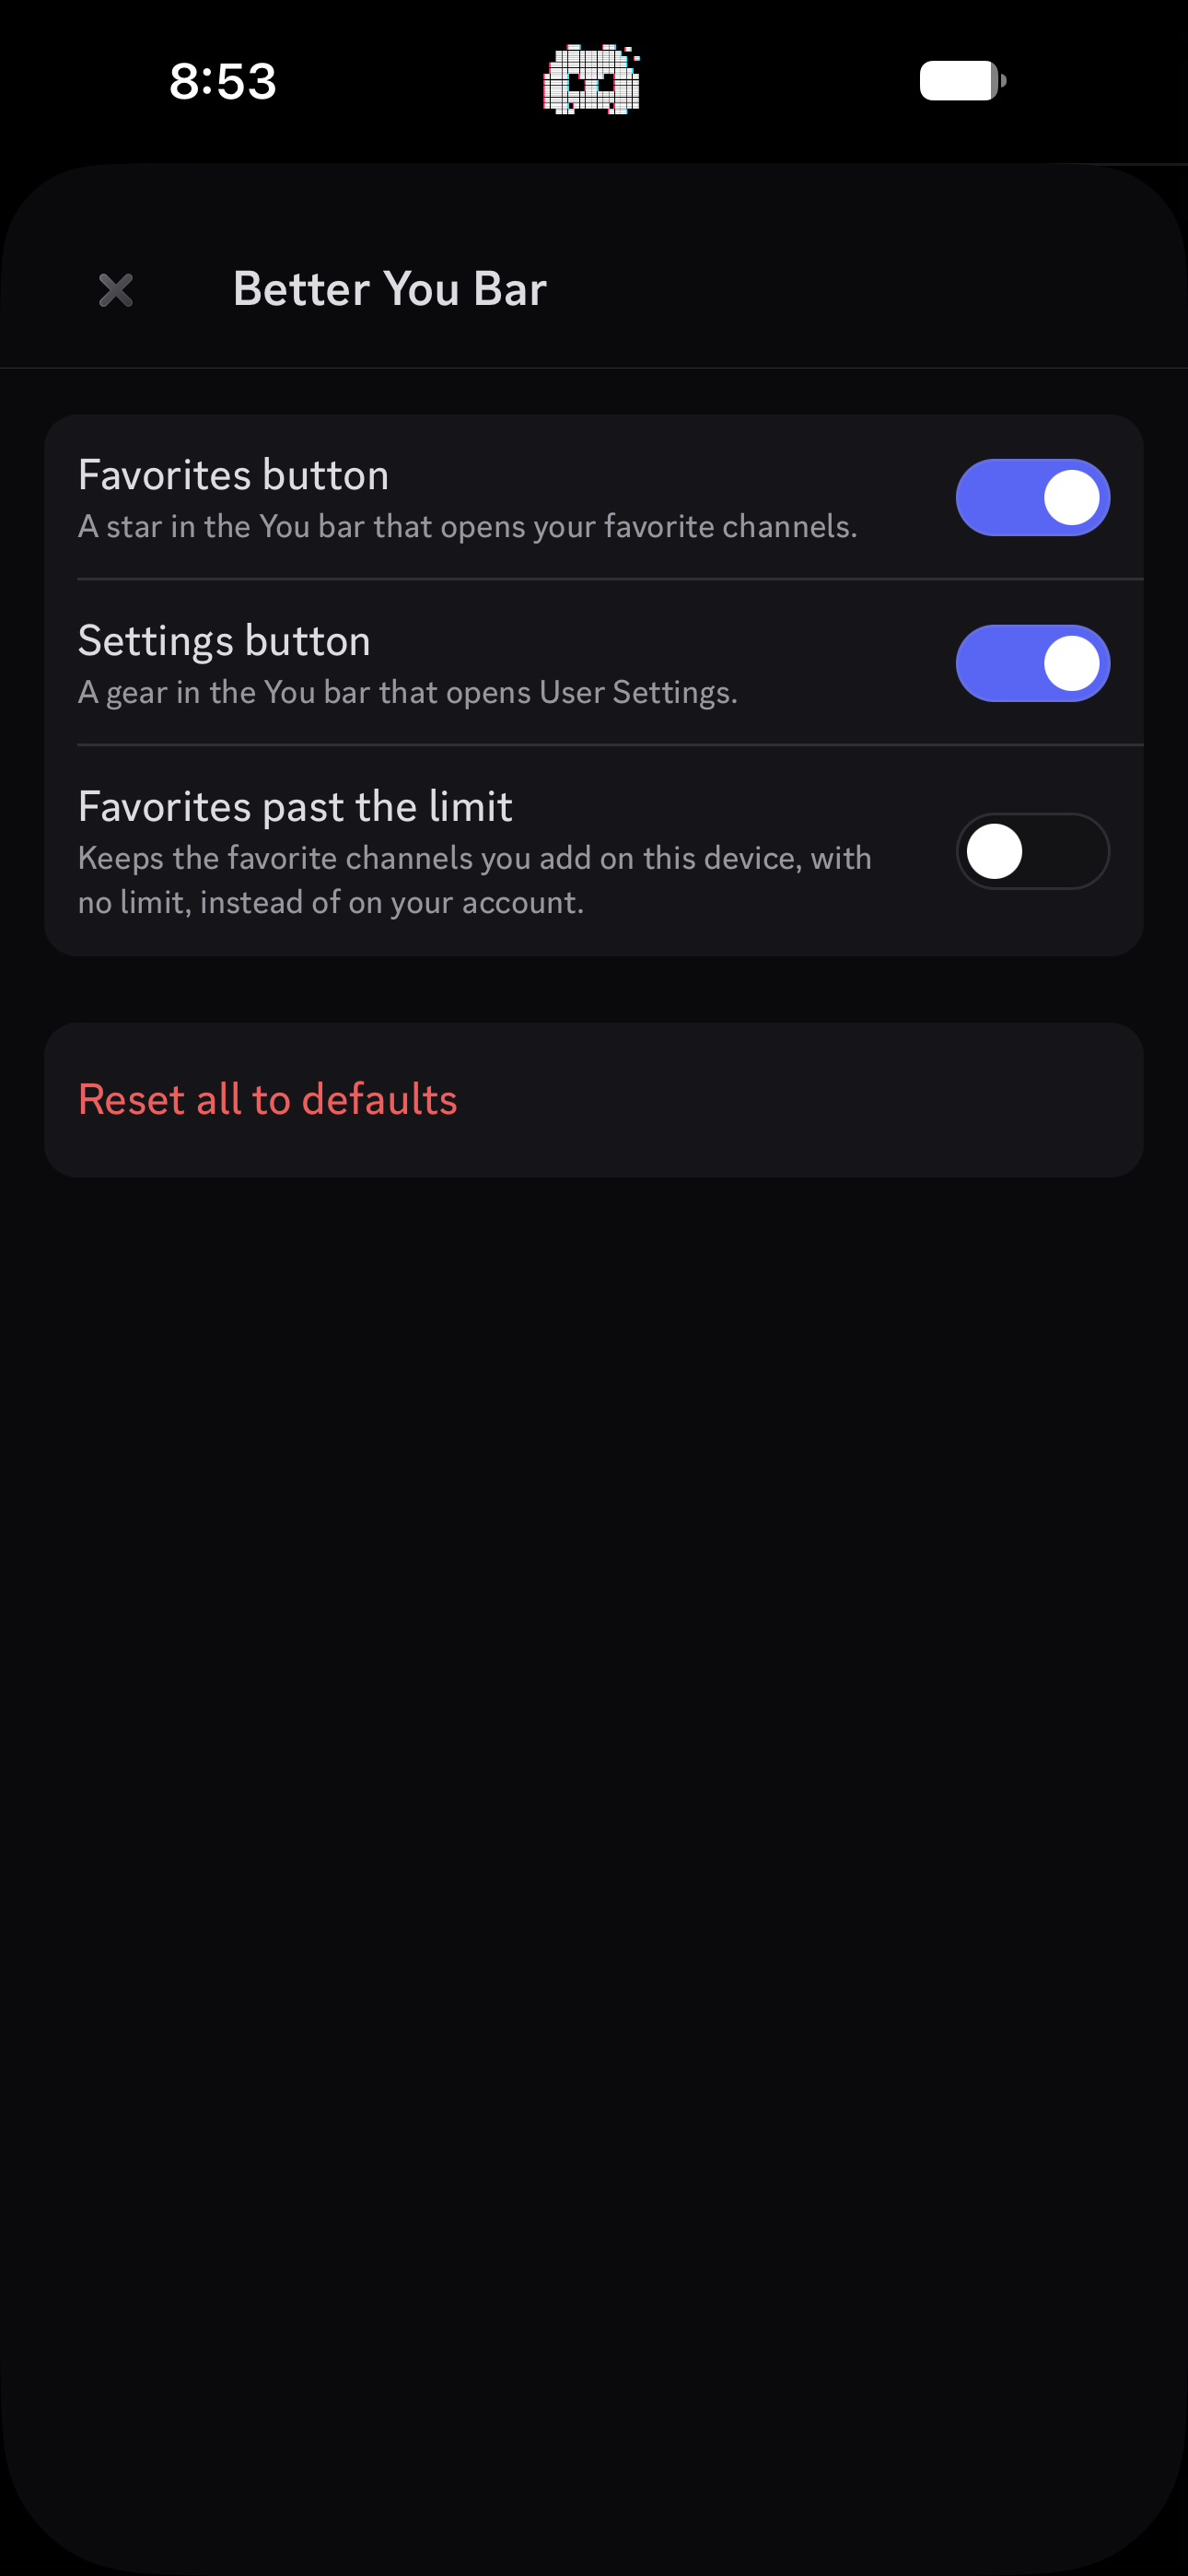 8:53
Better You Bar
Favorites button
A star in the You bar that opens your favorite channels.
Settings button
A gear in the You bar that opens User Settings.
Favorites past the limit
Keeps the favorite channels you add on this device, with
no limit, instead of on your account.
Reset all to defaults